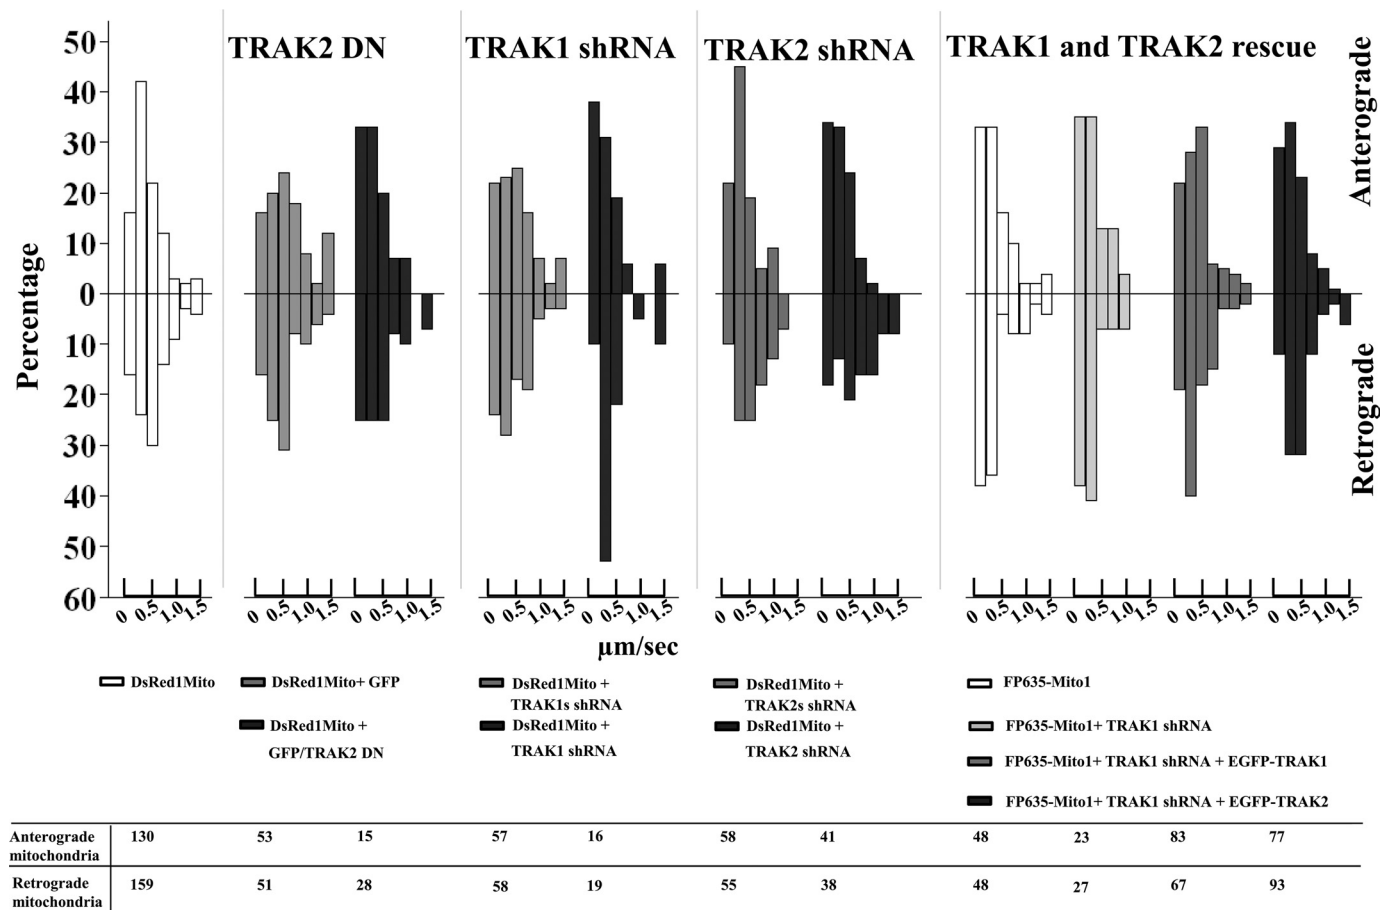 TRAK2 DN
TRAK1 shRNA
TRAK2 shRNA
TRAK1 and TRAK2 rescue
Anterograde
Retrograde
Percentage
50
40
30
20
10
0
10
20
30
40
50
60
0 0.5 1.0 1.5
0 0.5 1.0 1.5
0 0.5 1.0 1.5
0 0.5 1.0 1.5
0 0.5 1.0 1.5
0 0.5 1.0 1.5
0 0.5 1.0 1.5
0 0.5 1.0 1.5
0 0.5 1.0 1.5
0 0.5 1.0 1.5
0 0.5 1.0 1.5
µm/sec
DsRed1Mito
DsRed1Mito+ GFP
DsRed1Mito +
GFP/TRAK2 DN
DsRed1Mito +
TRAK1s shRNA
DsRed1Mito +
TRAK1 shRNA
DsRed1Mito +
TRAK2s shRNA
DsRed1Mito +
TRAK2 shRNA
FP635-Mito1
FP635-Mito1+ TRAK1 shRNA
FP635-Mito1+ TRAK1 shRNA + EGFP-TRAK1
FP635-Mito1+ TRAK1 shRNA + EGFP-TRAK2
Anterograde
mitochondria
130 53 15 57 16 58 41 48 23 83 77
Retrograde
mitochondria
159 51 28 58 19 55 38 48 27 67 93